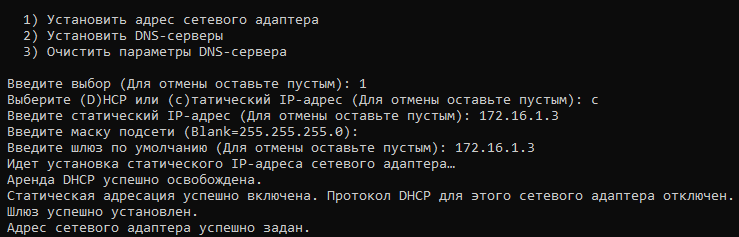 1) Установить адрес сетевого адаптера
2) Установить DNS-серверы
3) Очистить параметры DNS-сервера
Введите выбор (Для отмены оставьте пустым): 1
Выберите (D)HCP или (с)татический IP-адрес (Для отмены оставьте пустым): с
Введите статический IP-адрес (Для отмены оставьте пустым): 172.16.1.3
Введите маску подсети (Blank=255.255.255.0):
Введите шлюз по умолчанию (Для отмены оставьте пустым): 172.16.1.3
Идет установка статического IP-адреса сетевого адаптера…
Аренда DHCP успешно освобождена.
Статическая адресация успешно включена. Протокол DHCP для этого сетевого адаптера отключен.
Шлюз успешно установлен.
Адрес сетевого адаптера успешно задан.